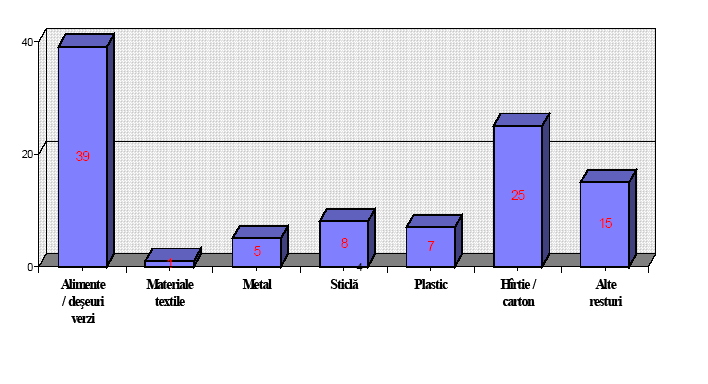 40
20
0
39
1
5
8
7
25
15
4
Alimente
/ deşeuri
verzi
Materiale
textile
Metal
Sticlă
Plastic
Hîrtie /
carton
Alte
resturi